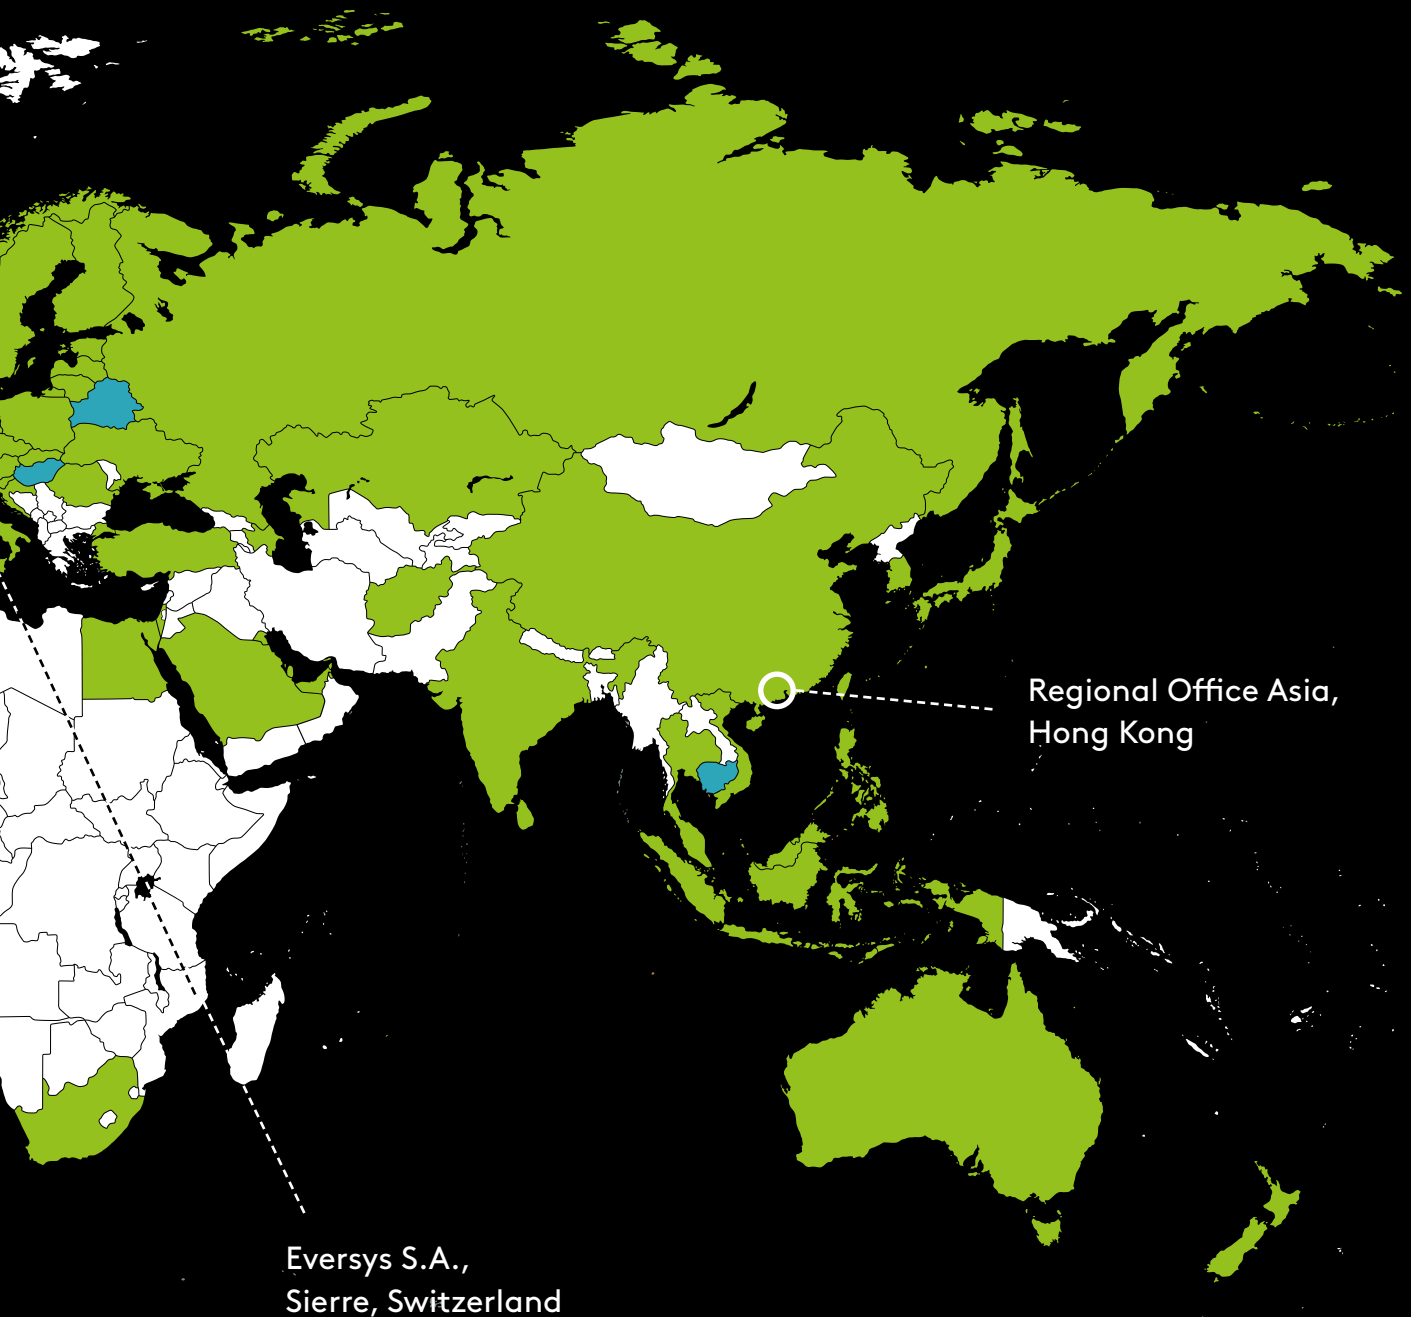 Regional Office Asia,
Hong Kong
Eversys S.A.,
Sierre, Switzerland